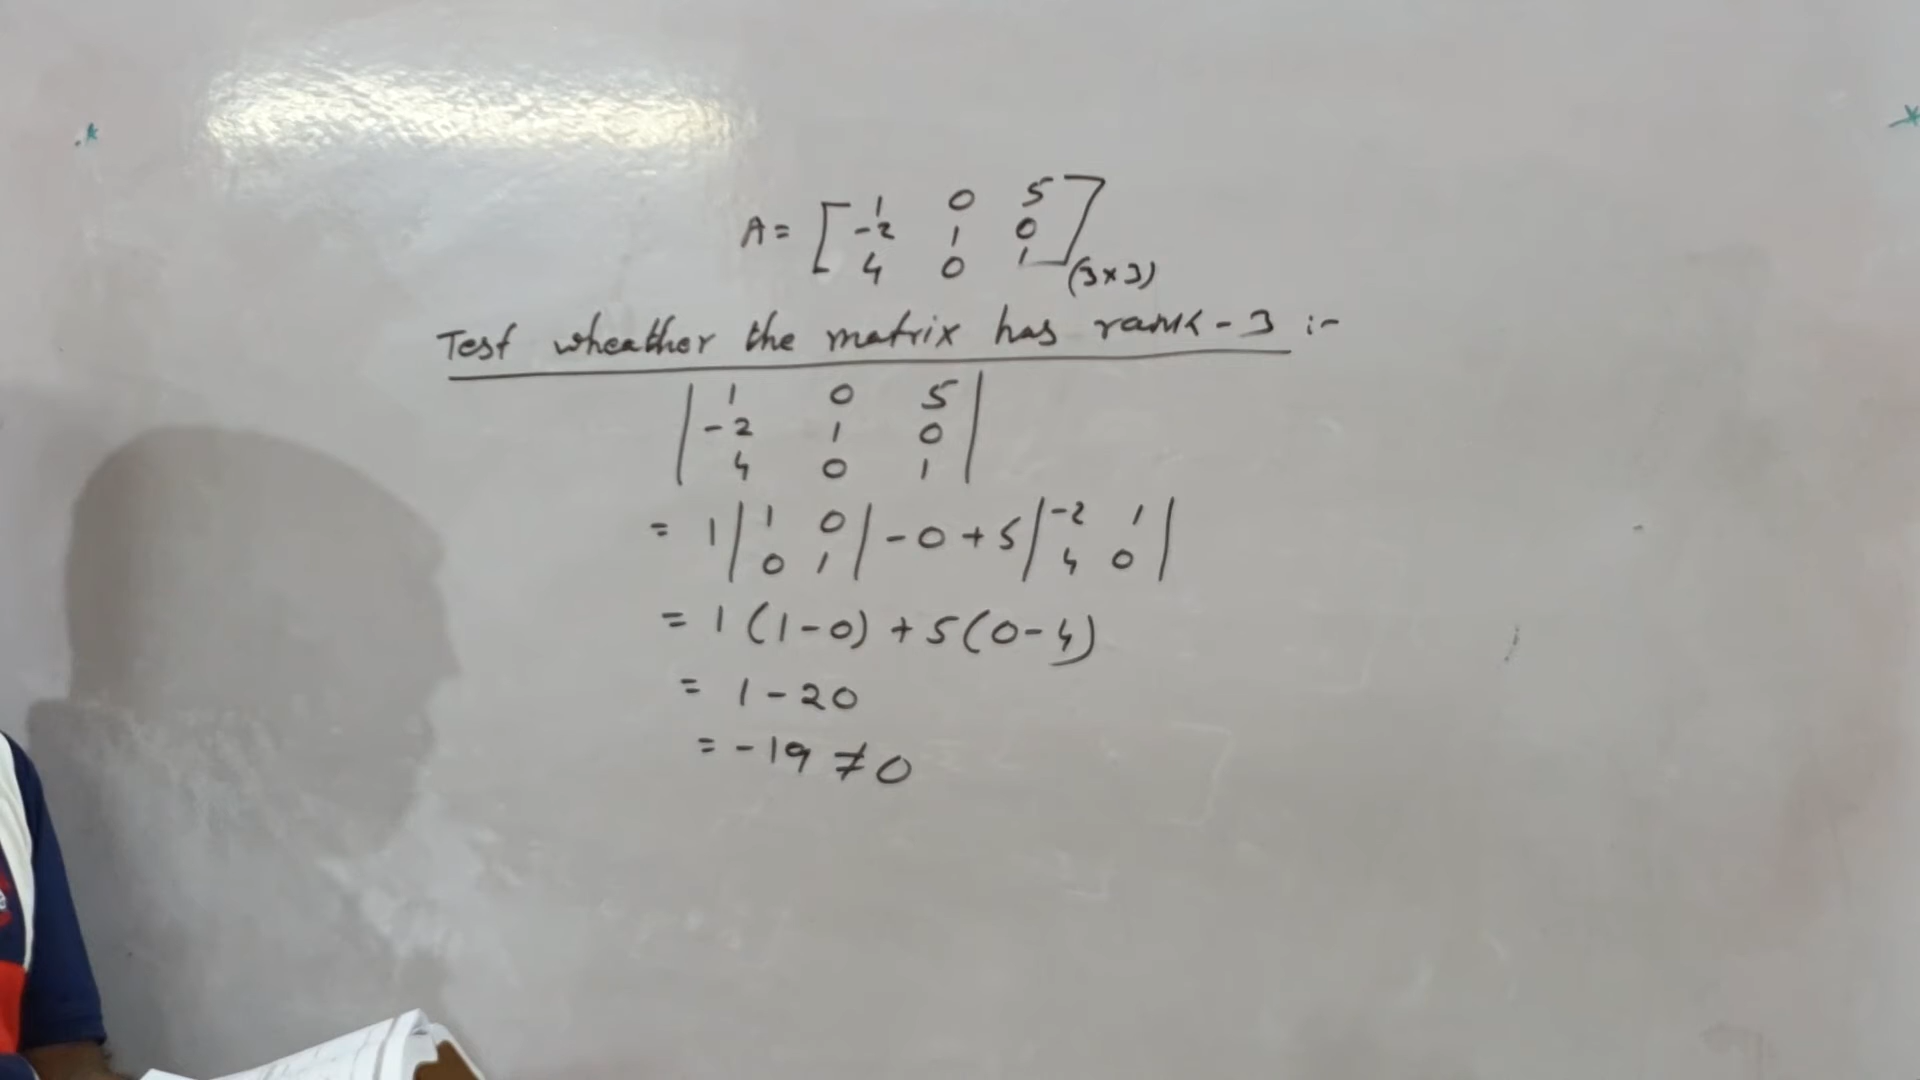 A = [ 1 0 5
-2 1 0
4 0 1 ] (3×3)
Test wheather the matrix has rank - 3 :-
| 1 0 5 |
| -2 1 0 |
| 4 0 1 |
= 1 | 1 0 | - 0 + 5 | -2 1 |
| 0 1 | | 4 0 |
= 1 (1-0) + 5 (0-4)
= 1 - 20
= -19 ≠ 0